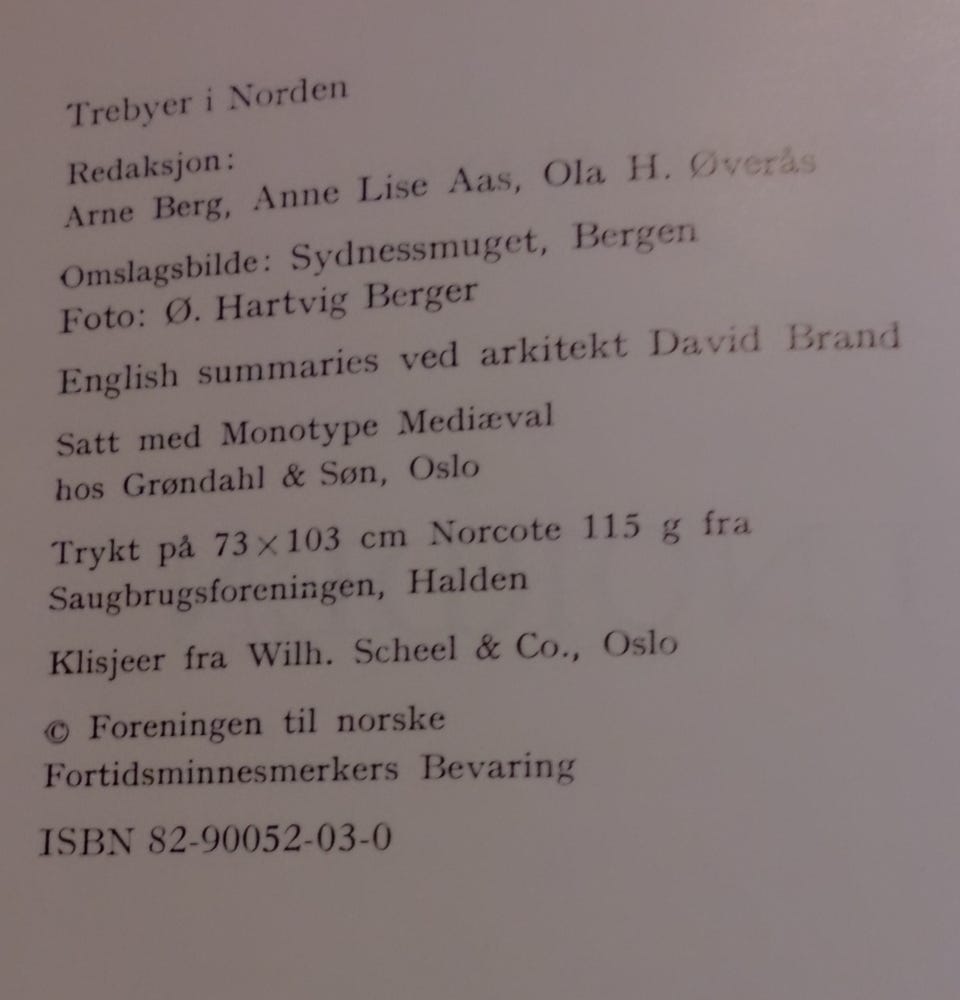 Trebyer i Norden
Redaksjon:
Arne Berg, Anne Lise Aas, Ola H. Øverås
Omslagsbilde: Sydnessmuget, Bergen
Foto: Ø. Hartvig Berger
English summaries ved arkitekt David Brand
Satt med Monotype Mediæval
hos Grøndahl & Søn, Oslo
Trykt på 73×103 cm Norcote 115 g fra
Saugbrugsforeningen, Halden
Klisjeer fra Wilh. Scheel & Co., Oslo
© Foreningen til norske
Fortidsminnesmerkers Bevaring
ISBN 82-90052-03-0